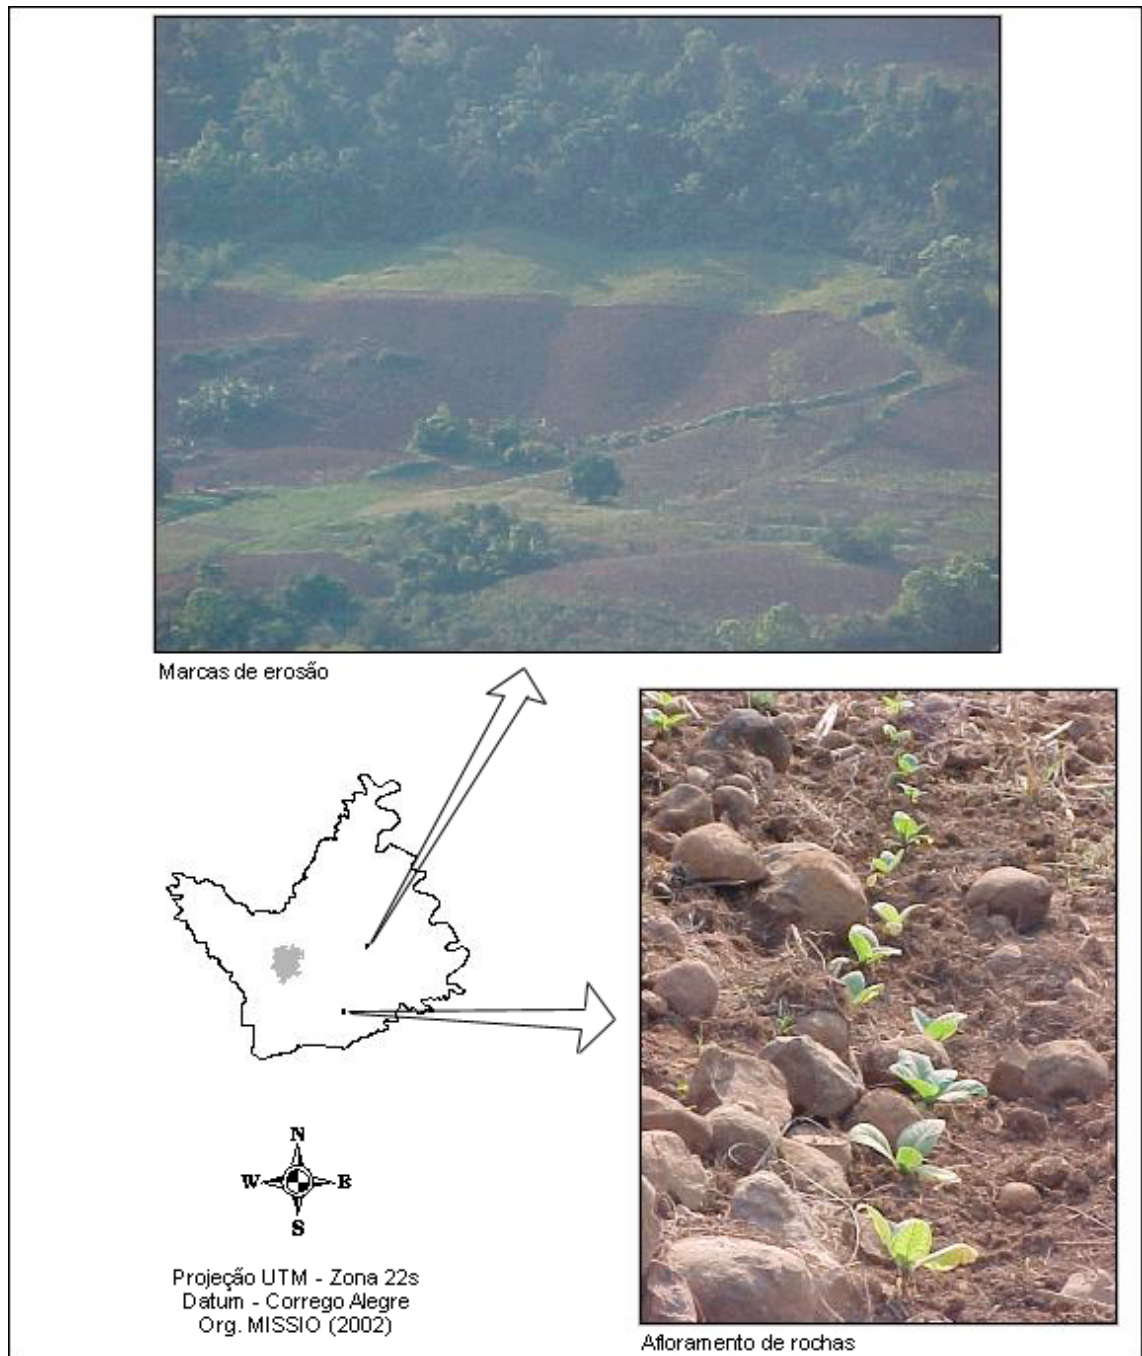 Marcas de erosão
N
W E
S
Projeção UTM - Zona 22s
Datum - Corrego Alegre
Org. MISSIO (2002)
Afloramento de rochas